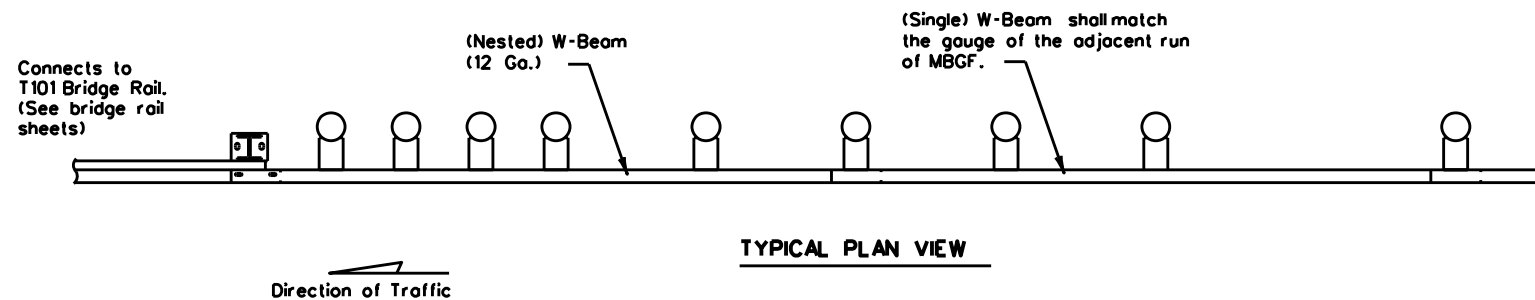 Connects to
T101 Bridge Rail.
(See bridge rail
sheets)
(Nested) W-Beam
(12 Ga.)
(Single) W-Beam shall match
the gauge of the adjacent run
of MBGF.
TYPICAL PLAN VIEW
Direction of Traffic